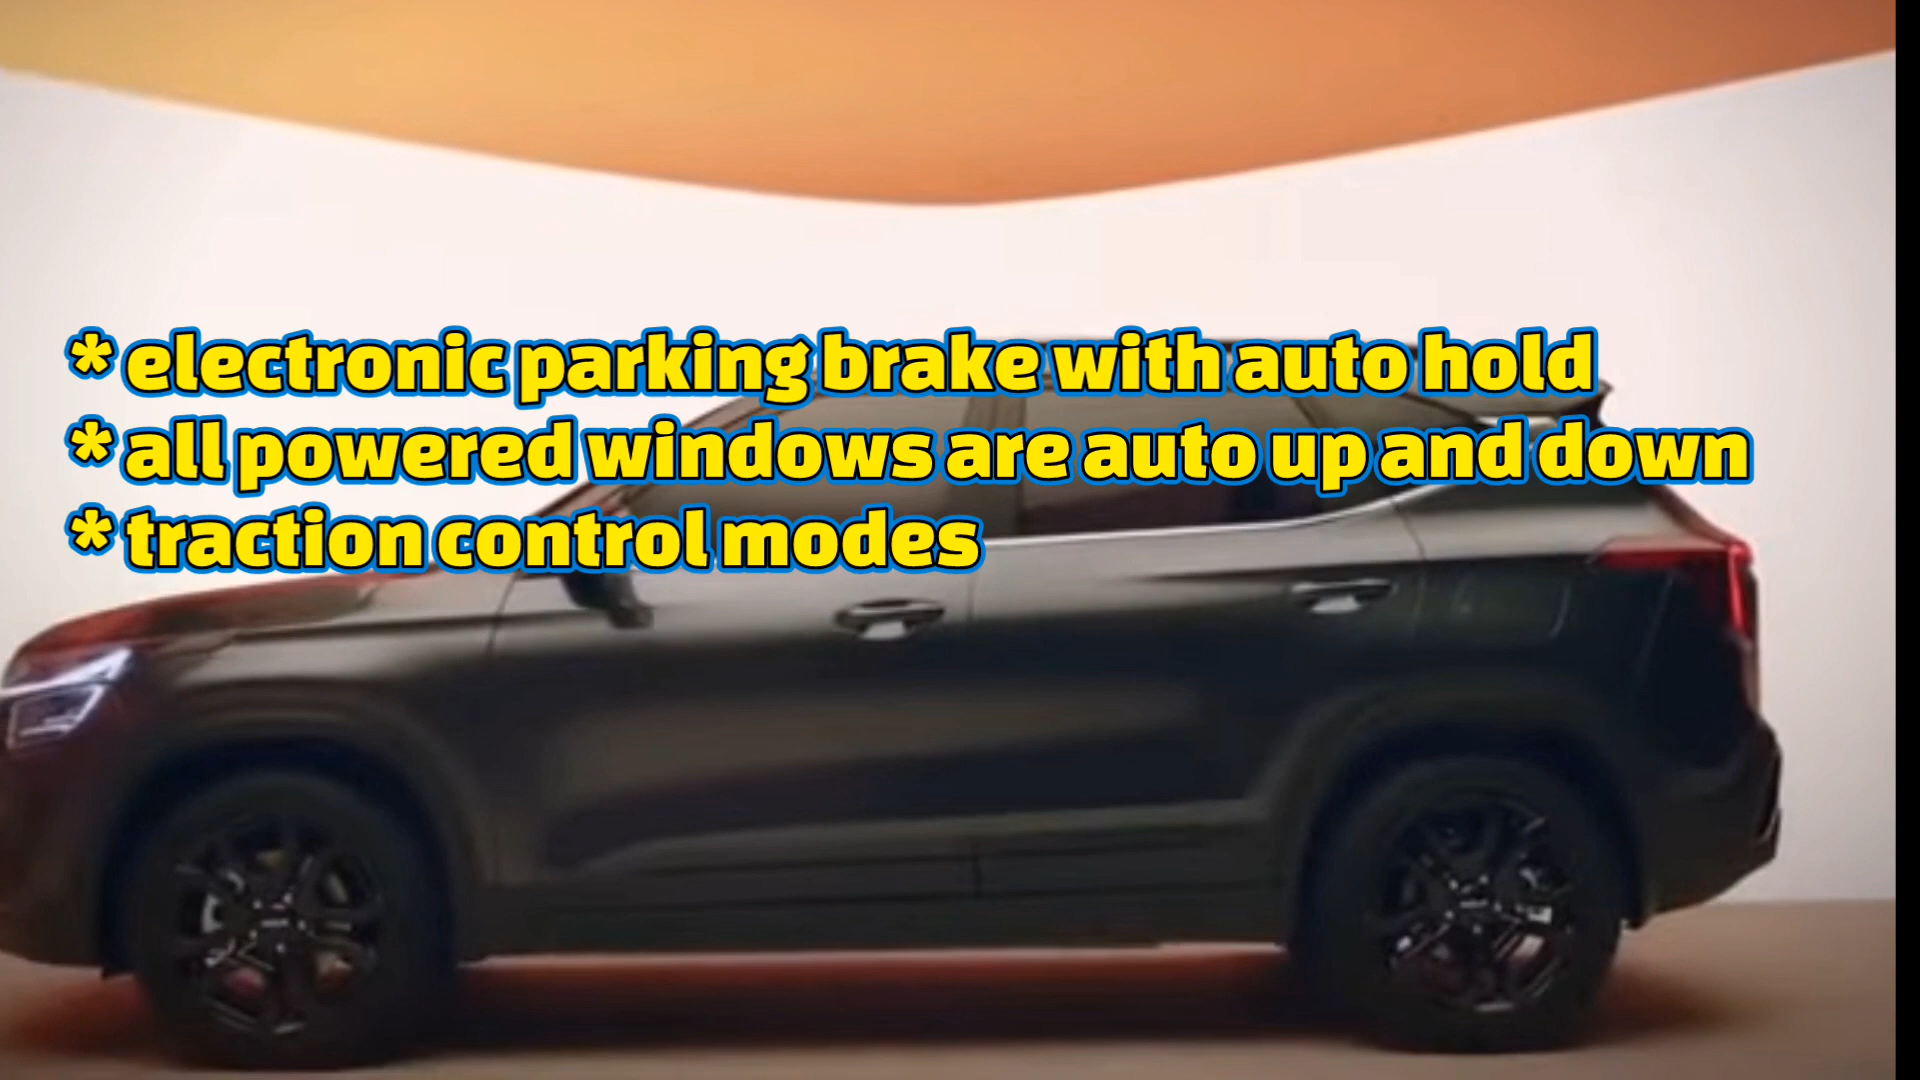 * electronic parking brake with auto hold
* all powered windows are auto up and down
* traction control modes